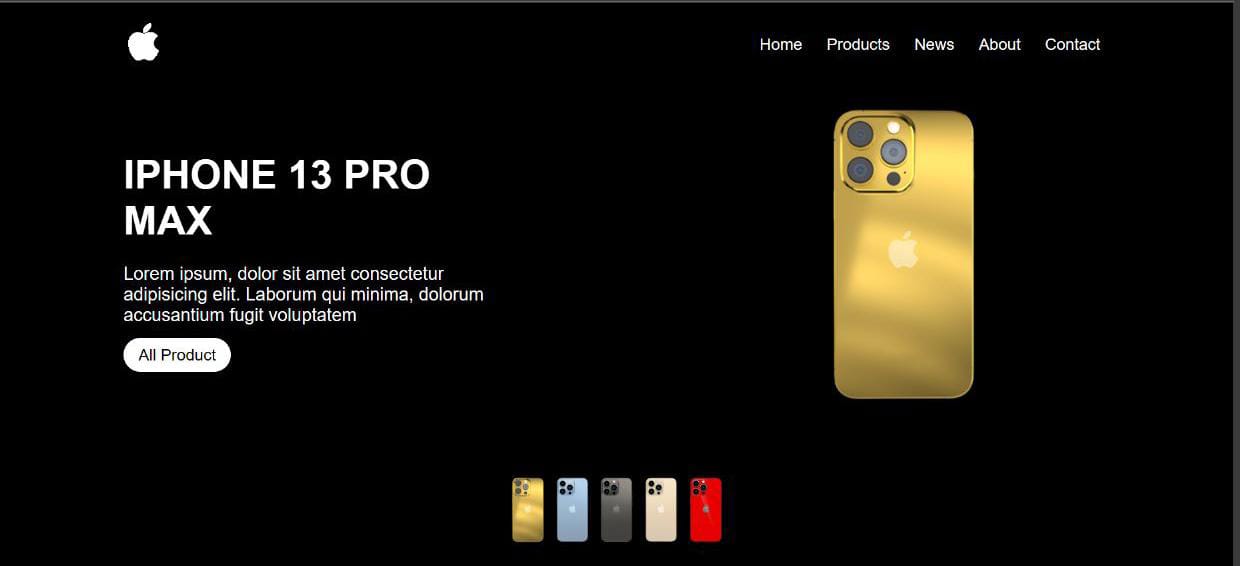 Home Products News About Contact
IPHONE 13 PRO
MAX
Lorem ipsum, dolor sit amet consectetur
adipisicing elit. Laborum qui minima, dolorum
accusantium fugit voluptatem
All Product